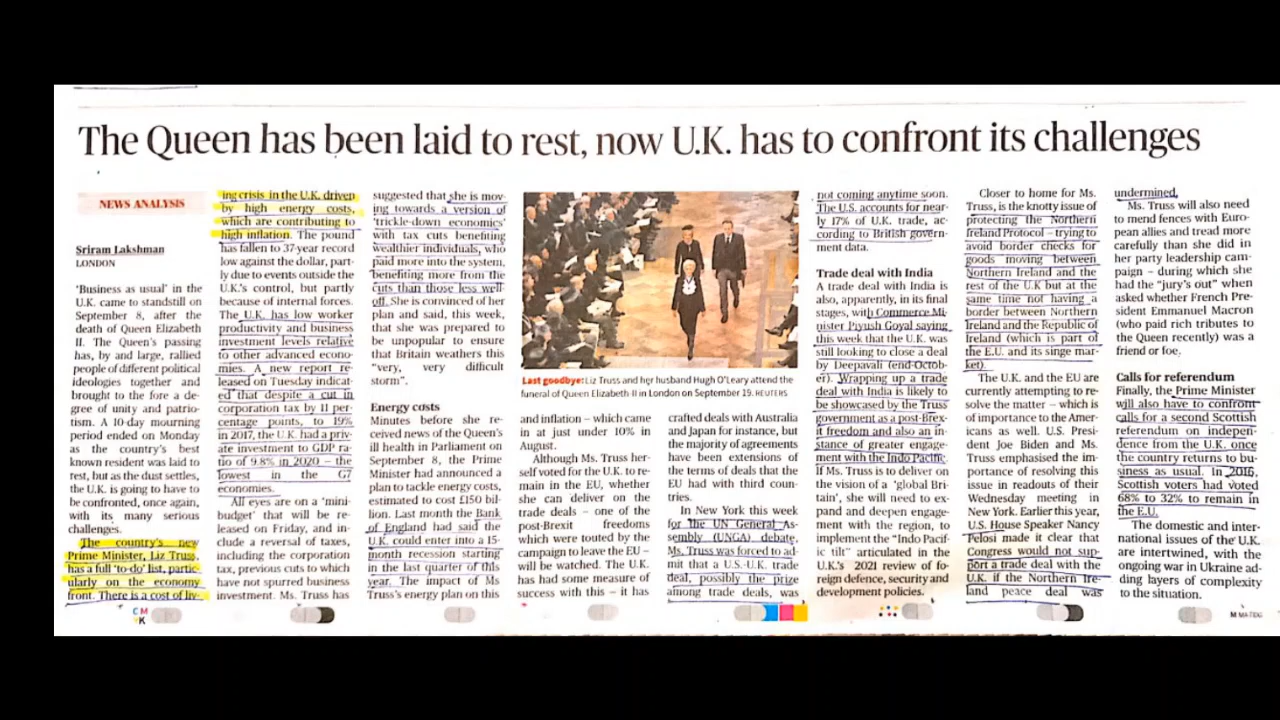 The Queen has been laid to rest, now U.K. has to confront its challenges
NEWS ANALYSIS
Sriram Lakshman
LONDON
'Business as usual' in the
U.K. came to standstill on
September 8, after the
death of Queen Elizabeth
II. The Queen's passing
has, by and large, rallied
people of different political
ideologies together and
brought to the fore a de-
gree of unity and patrio-
tism. A 10-day mourning
period ended on Monday
as the country's best
known resident was laid to
rest, but as the dust settles,
the U.K. is going to have to
be confronted, once again,
with its many serious
challenges.
The country's new
Prime Minister, Liz Truss,
has a full 'to-do' list, partic-
ularly on the economy
front. There is a cost of liv-
ing crisis in the U.K. driven
by high energy costs,
which are contributing to
high inflation. The pound
has fallen to 37-year record
low against the dollar, part-
ly due to events outside the
U.K.'s control, but partly
because of internal forces.
The U.K. has low worker
productivity and business
investment levels relative
to other advanced econo-
mies. A new report re-
leased on Tuesday indicat-
ed that despite a cut in
corporation tax by 11 per-
centage points, to 19%
in 2017, the U.K. had a priv-
ate investment to GDP ra-
tio of 9.8% in 2020 – the
lowest in the G7
economies.
All eyes are on a 'mini-
budget' that will be re-
leased on Friday, and in-
clude a reversal of taxes,
including the corporation
tax, previous cuts to which
have not spurred business
investment. Ms. Truss has
suggested that she is mov-
ing towards a version of
'trickle-down economics'
with tax cuts benefiting
wealthier individuals, who
paid more into the system,
benefiting more from the
cuts than those less well
off. She is convinced of her
plan and said, this week,
that she was prepared to
be unpopular to ensure
that Britain weathers this
"very, very difficult
storm".
Energy costs
Minutes before she re-
ceived news of the Queen's
ill health in Parliament on
September 8, the Prime
Minister had announced a
plan to tackle energy costs,
estimated to cost £150 bil-
lion. Last month the Bank
of England had said the
U.K. could enter into a 15-
month recession starting
in the last quarter of this
year. The impact of Ms
Truss's energy plan on this
Last goodbye: Liz Truss and her husband Hugh O'Leary attend the
funeral of Queen Elizabeth II in London on September 19. REUTERS
and inflation – which came
in at just under 10% in
August.
Although Ms. Truss her-
self voted for the U.K. to re-
main in the EU, whether
she can deliver on the
trade deals – one of the
post-Brexit freedoms
which were touted by the
campaign to leave the EU –
will be watched. The U.K.
has had some measure of
success with this – it has
crafted deals with Australia
and Japan for instance, but
the majority of agreements
have been extensions of
the terms of deals that the
EU had with third coun-
tries.
In New York this week
for the UN General As-
sembly (UNGA) debate,
Ms. Truss was forced to ad-
mit that a U.S.-U.K. trade
deal, possibly the prize
among trade deals, was
not coming anytime soon.
The U.S. accounts for near-
ly 17% of U.K. trade, ac-
cording to British govern-
ment data.
Trade deal with India
A trade deal with India is
also, apparently, in its final
stages, with Commerce Mi-
nister Piyush Goyal saying
this week that the U.K. was
still looking to close a deal
by Deepavali (end-Octob-
er). Wrapping up a trade
deal with India is likely to
be showcased by the Truss
government as a post-Brex-
it freedom and also an in-
stance of greater engage-
ment with the Indo Pacific.
If Ms. Truss is to deliver on
the vision of a 'global Bri-
tain', she will need to ex-
pand and deepen engage-
ment with the region, to
implement the "Indo Pacif-
ic tilt" articulated in the
U.K.'s 2021 review of fo-
reign defence, security and
development policies.
Closer to home for Ms.
Truss, is the knotty issue of
protecting the Northern
Ireland Protocol – trying to
avoid border checks for
goods moving between
Northern Ireland and the
rest of the U.K but at the
same time not having a
border between Northern
Ireland and the Republic of
Ireland (which is part of
the E.U. and its singe mar-
ket).
The U.K. and the EU are
currently attempting to re-
solve the matter – which is
of importance to the Amer-
icans as well. U.S. Presi-
dent Joe Biden and Ms.
Truss emphasised the im-
portance of resolving this
issue in readouts of their
Wednesday meeting in
New York. Earlier this year,
U.S. House Speaker Nancy
Pelosi made it clear that
Congress would not sup-
port a trade deal with the
U.K. if the Northern Ire-
land peace deal was
undermined.
Ms. Truss will also need
to mend fences with Euro-
pean allies and tread more
carefully than she did in
her party leadership cam-
paign – during which she
had the "jury's out" when
asked whether French Pre-
sident Emmanuel Macron
(who paid rich tributes to
the Queen recently) was a
friend or foe.
Calls for referendum
Finally, the Prime Minister
will also have to confront
calls for a second Scottish
referendum on indepen-
dence from the U.K. once
the country returns to bu-
siness as usual. In 2016,
Scottish voters had voted
68% to 32% to remain in
the E.U.
The domestic and inter-
national issues of the U.K.
are intertwined, with the
ongoing war in Ukraine ad-
ding layers of complexity
to the situation.
CM
K